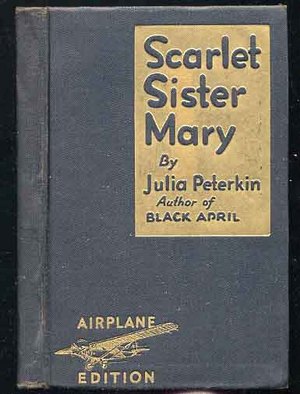 Scarlet
Sister
Mary
By
Julia Peterkin
Author of
BLACK APRIL
AIRPLANE
EDITION